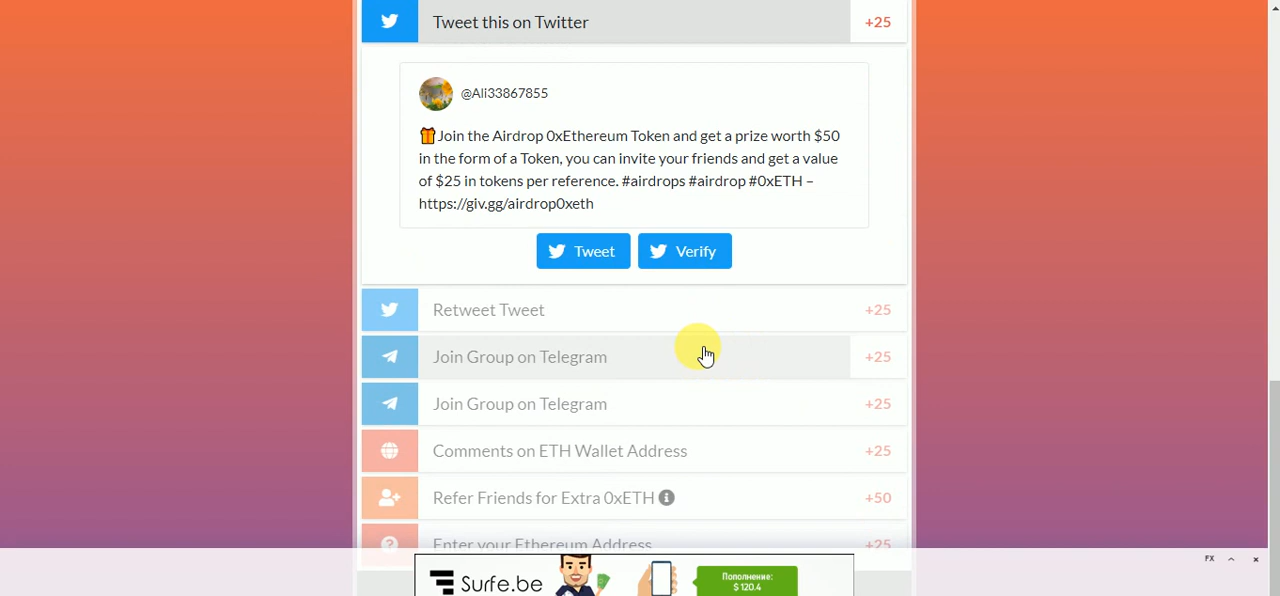 Tweet this on Twitter
+25
@Ali33867855
🎁Join the Airdrop 0xEthereum Token and get a prize worth $50
in the form of a Token, you can invite your friends and get a value
of $25 in tokens per reference. #airdrops #airdrop #0xETH –
https://giv.gg/airdrop0xeth
Tweet
Verify
Retweet Tweet
+25
Join Group on Telegram
+25
Join Group on Telegram
+25
Comments on ETH Wallet Address
+25
Refer Friends for Extra 0xETH
+50
Enter your Ethereum Address
+25
FX
Surfe.be
Пополнение:
$ 120.4